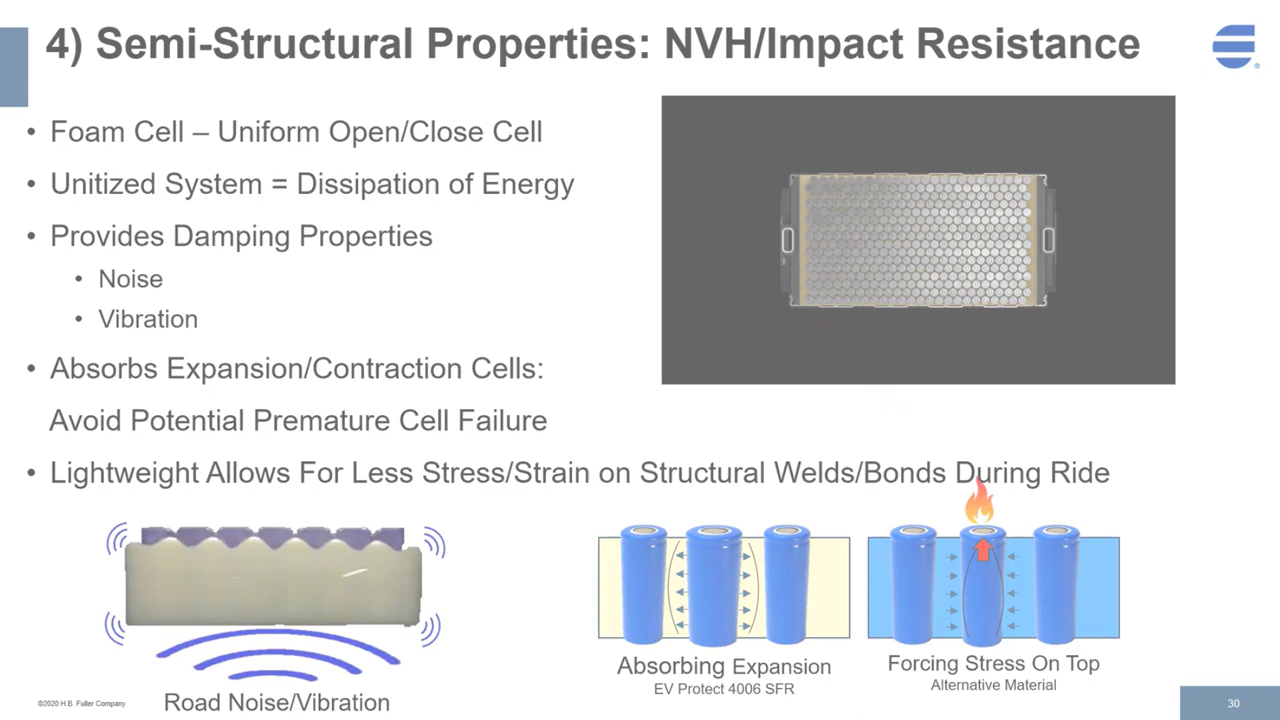 4) Semi-Structural Properties: NVH/Impact Resistance
®
• Foam Cell – Uniform Open/Close Cell
• Unitized System = Dissipation of Energy
• Provides Damping Properties
• Noise
• Vibration
• Absorbs Expansion/Contraction Cells:
Avoid Potential Premature Cell Failure
• Lightweight Allows For Less Stress/Strain on Structural Welds/Bonds During Ride
Road Noise/Vibration
Absorbing Expansion
EV Protect 4006 SFR
Forcing Stress On Top
Alternative Material
©2020 H.B. Fuller Company
30